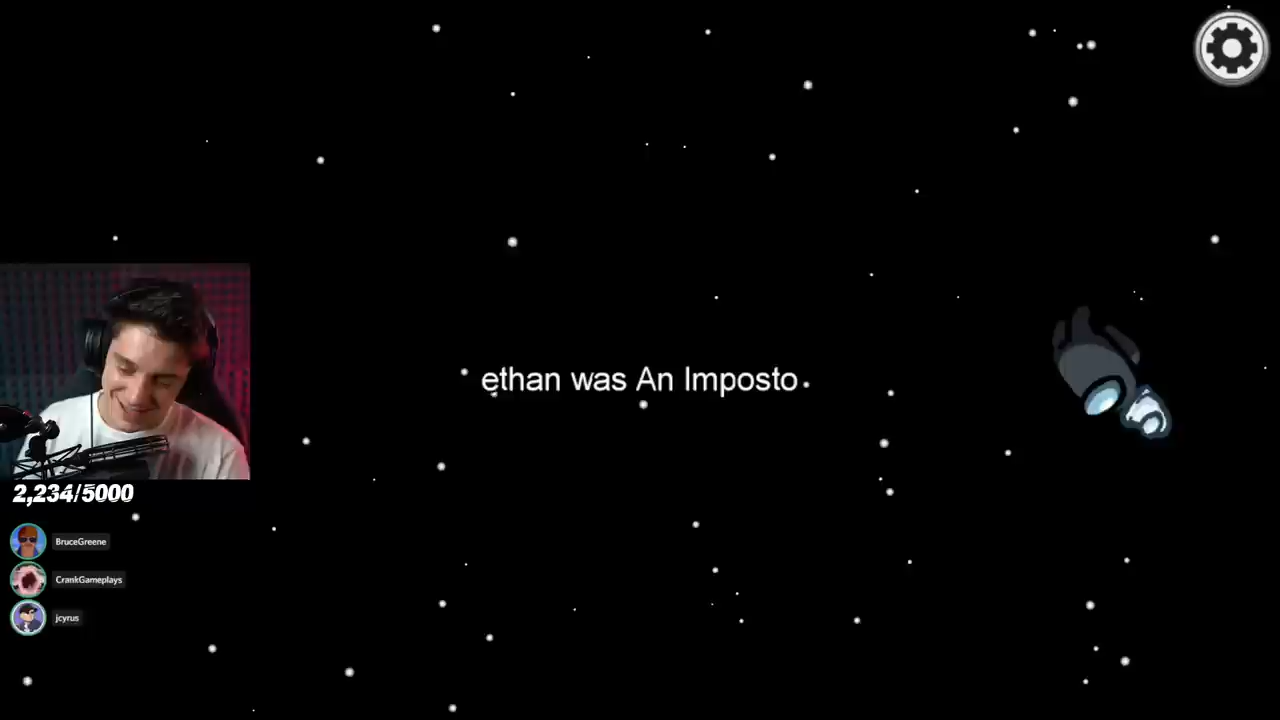 ethan was An Imposto
2,234/5000
BruceGreene
CrankGameplays
jcyrus